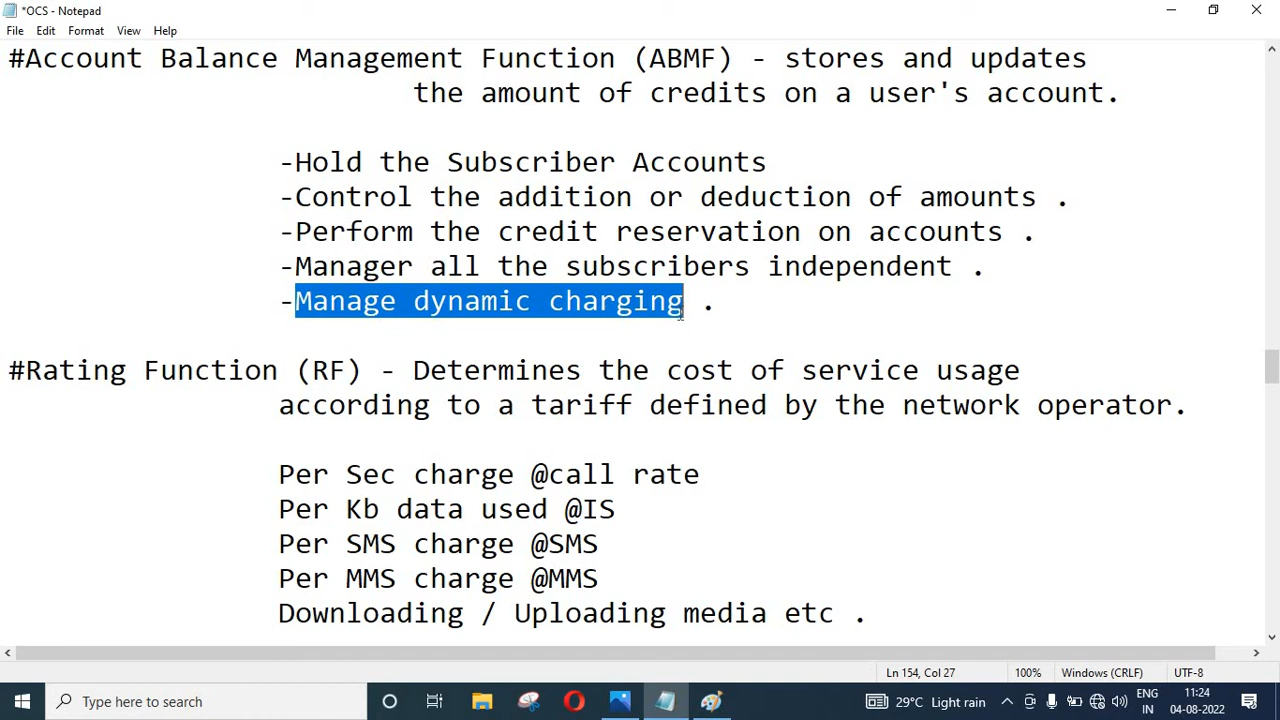 *OCS - Notepad
File Edit Format View Help
#Account Balance Management Function (ABMF) - stores and updates
the amount of credits on a user's account.
-Hold the Subscriber Accounts
-Control the addition or deduction of amounts .
-Perform the credit reservation on accounts .
-Manager all the subscribers independent .
-Manage dynamic charging .
#Rating Function (RF) - Determines the cost of service usage
according to a tariff defined by the network operator.
Per Sec charge @call rate
Per Kb data used @IS
Per SMS charge @SMS
Per MMS charge @MMS
Downloading / Uploading media etc .
Ln 154, Col 27 100% Windows (CRLF) UTF-8
Type here to search 29°C Light rain ENG 11:24
IN 04-08-2022